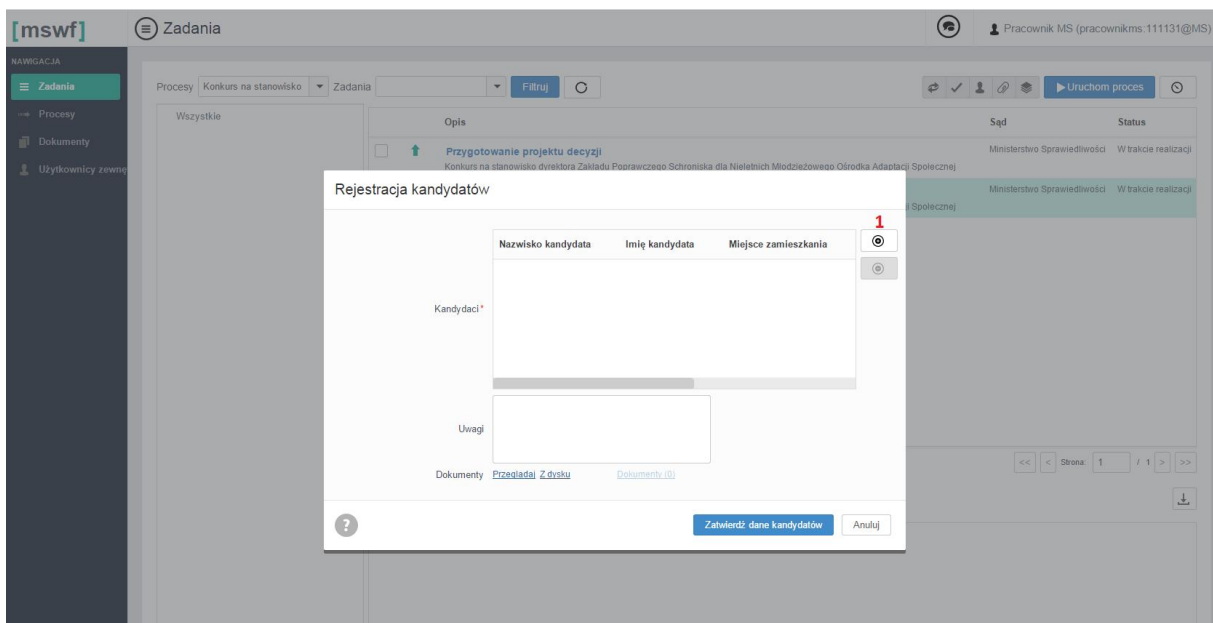 [mswf]
Zadania
Pracownik MS (pracownikms:111131@MS)
NAWIGACJA
Zadania
Procesy
Dokumenty
Użytkownicy zewnę
Procesy Konkurs na stanowisko Zadania Filtruj Uruchom proces
Wszystkie
Opis Sąd Status
Przygotowanie projektu decyzji Ministerstwo Sprawiedliwości W trakcie realizacji
Konkurs na stanowisko dyrektora Zakładu Poprawczego Schroniska dla Nieletnich Młodzieżowego Ośrodka Adaptacji Społecznej
Ministerstwo Sprawiedliwości W trakcie realizacji
i Społecznej
Rejestracja kandydatów
1
Nazwisko kandydata Imię kandydata Miejsce zamieszkania
Kandydaci*
Uwagi
Dokumenty Przeglądaj Z dysku Dokumenty (0)
? Zatwierdź dane kandydatów Anuluj
<< < Strona: 1 / 1 > >>